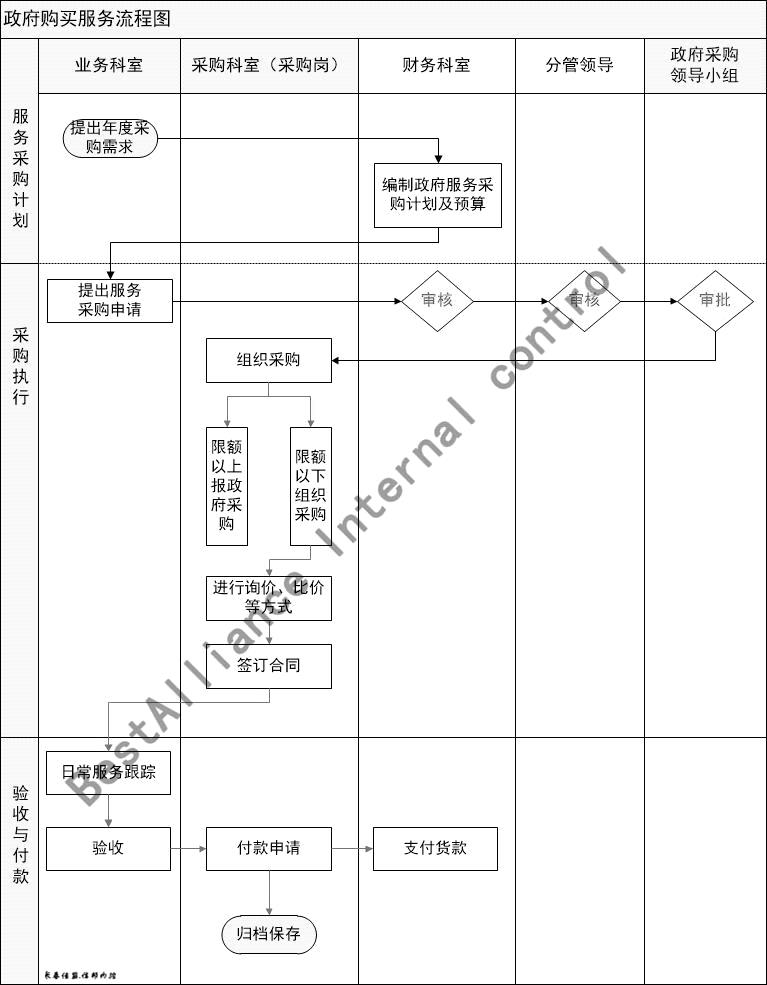 政府购买服务流程图
业务科室
采购科室（采购岗）
财务科室
分管领导
政府采购
领导小组
服
务
采
购
计
划
提出年度采
购需求
编制政府服务采
购计划及预算
采
购
执
行
提出服务
采购申请
审核
审核
审批
组织采购
限额
以上
报政
府采
购
限额
以下
组织
采购
进行询价、比价
等方式
签订合同
验
收
与
付
款
日常服务跟踪
验收
付款申请
支付货款
归档保存
BestAlliance Internal control